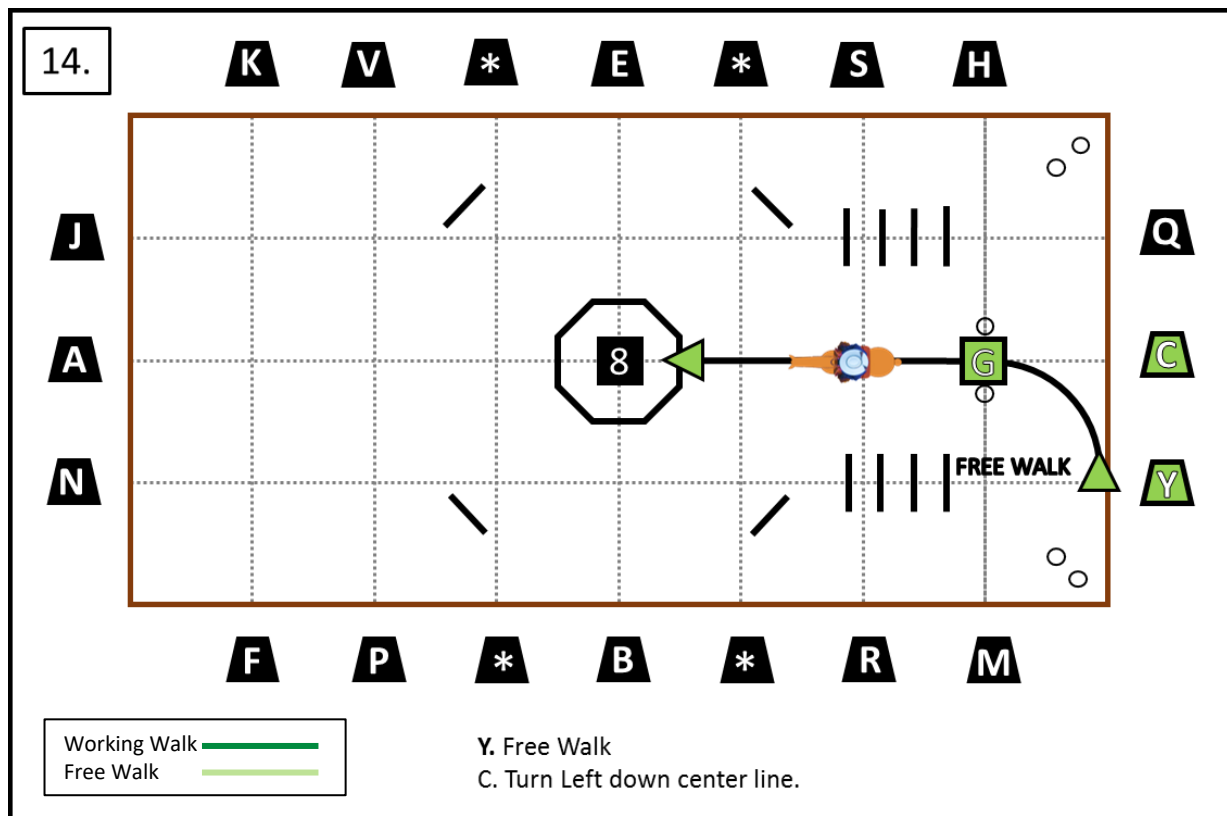 14.
K V * E * S H
J Q
A 8 G C
N FREE WALK Y
F P * B * R M
Working Walk
Free Walk
Y. Free Walk
C. Turn Left down center line.